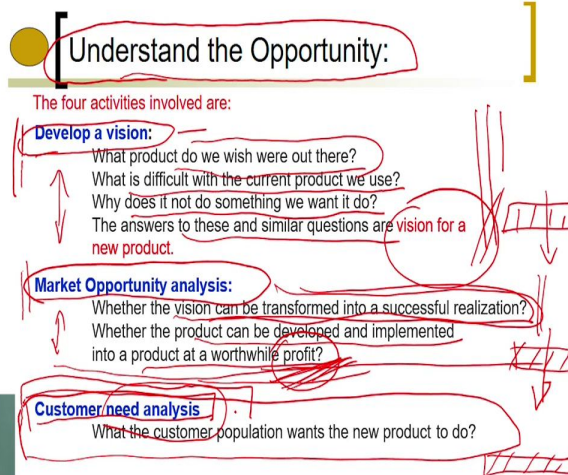 Understand the Opportunity:
The four activities involved are:
Develop a vision:
What product do we wish were out there?
What is difficult with the current product we use?
Why does it not do something we want it do?
The answers to these and similar questions are vision for a
new product.
Market Opportunity analysis:
Whether the vision can be transformed into a successful realization?
Whether the product can be developed and implemented
into a product at a worthwhile profit?
Customer need analysis
What the customer population wants the new product to do?